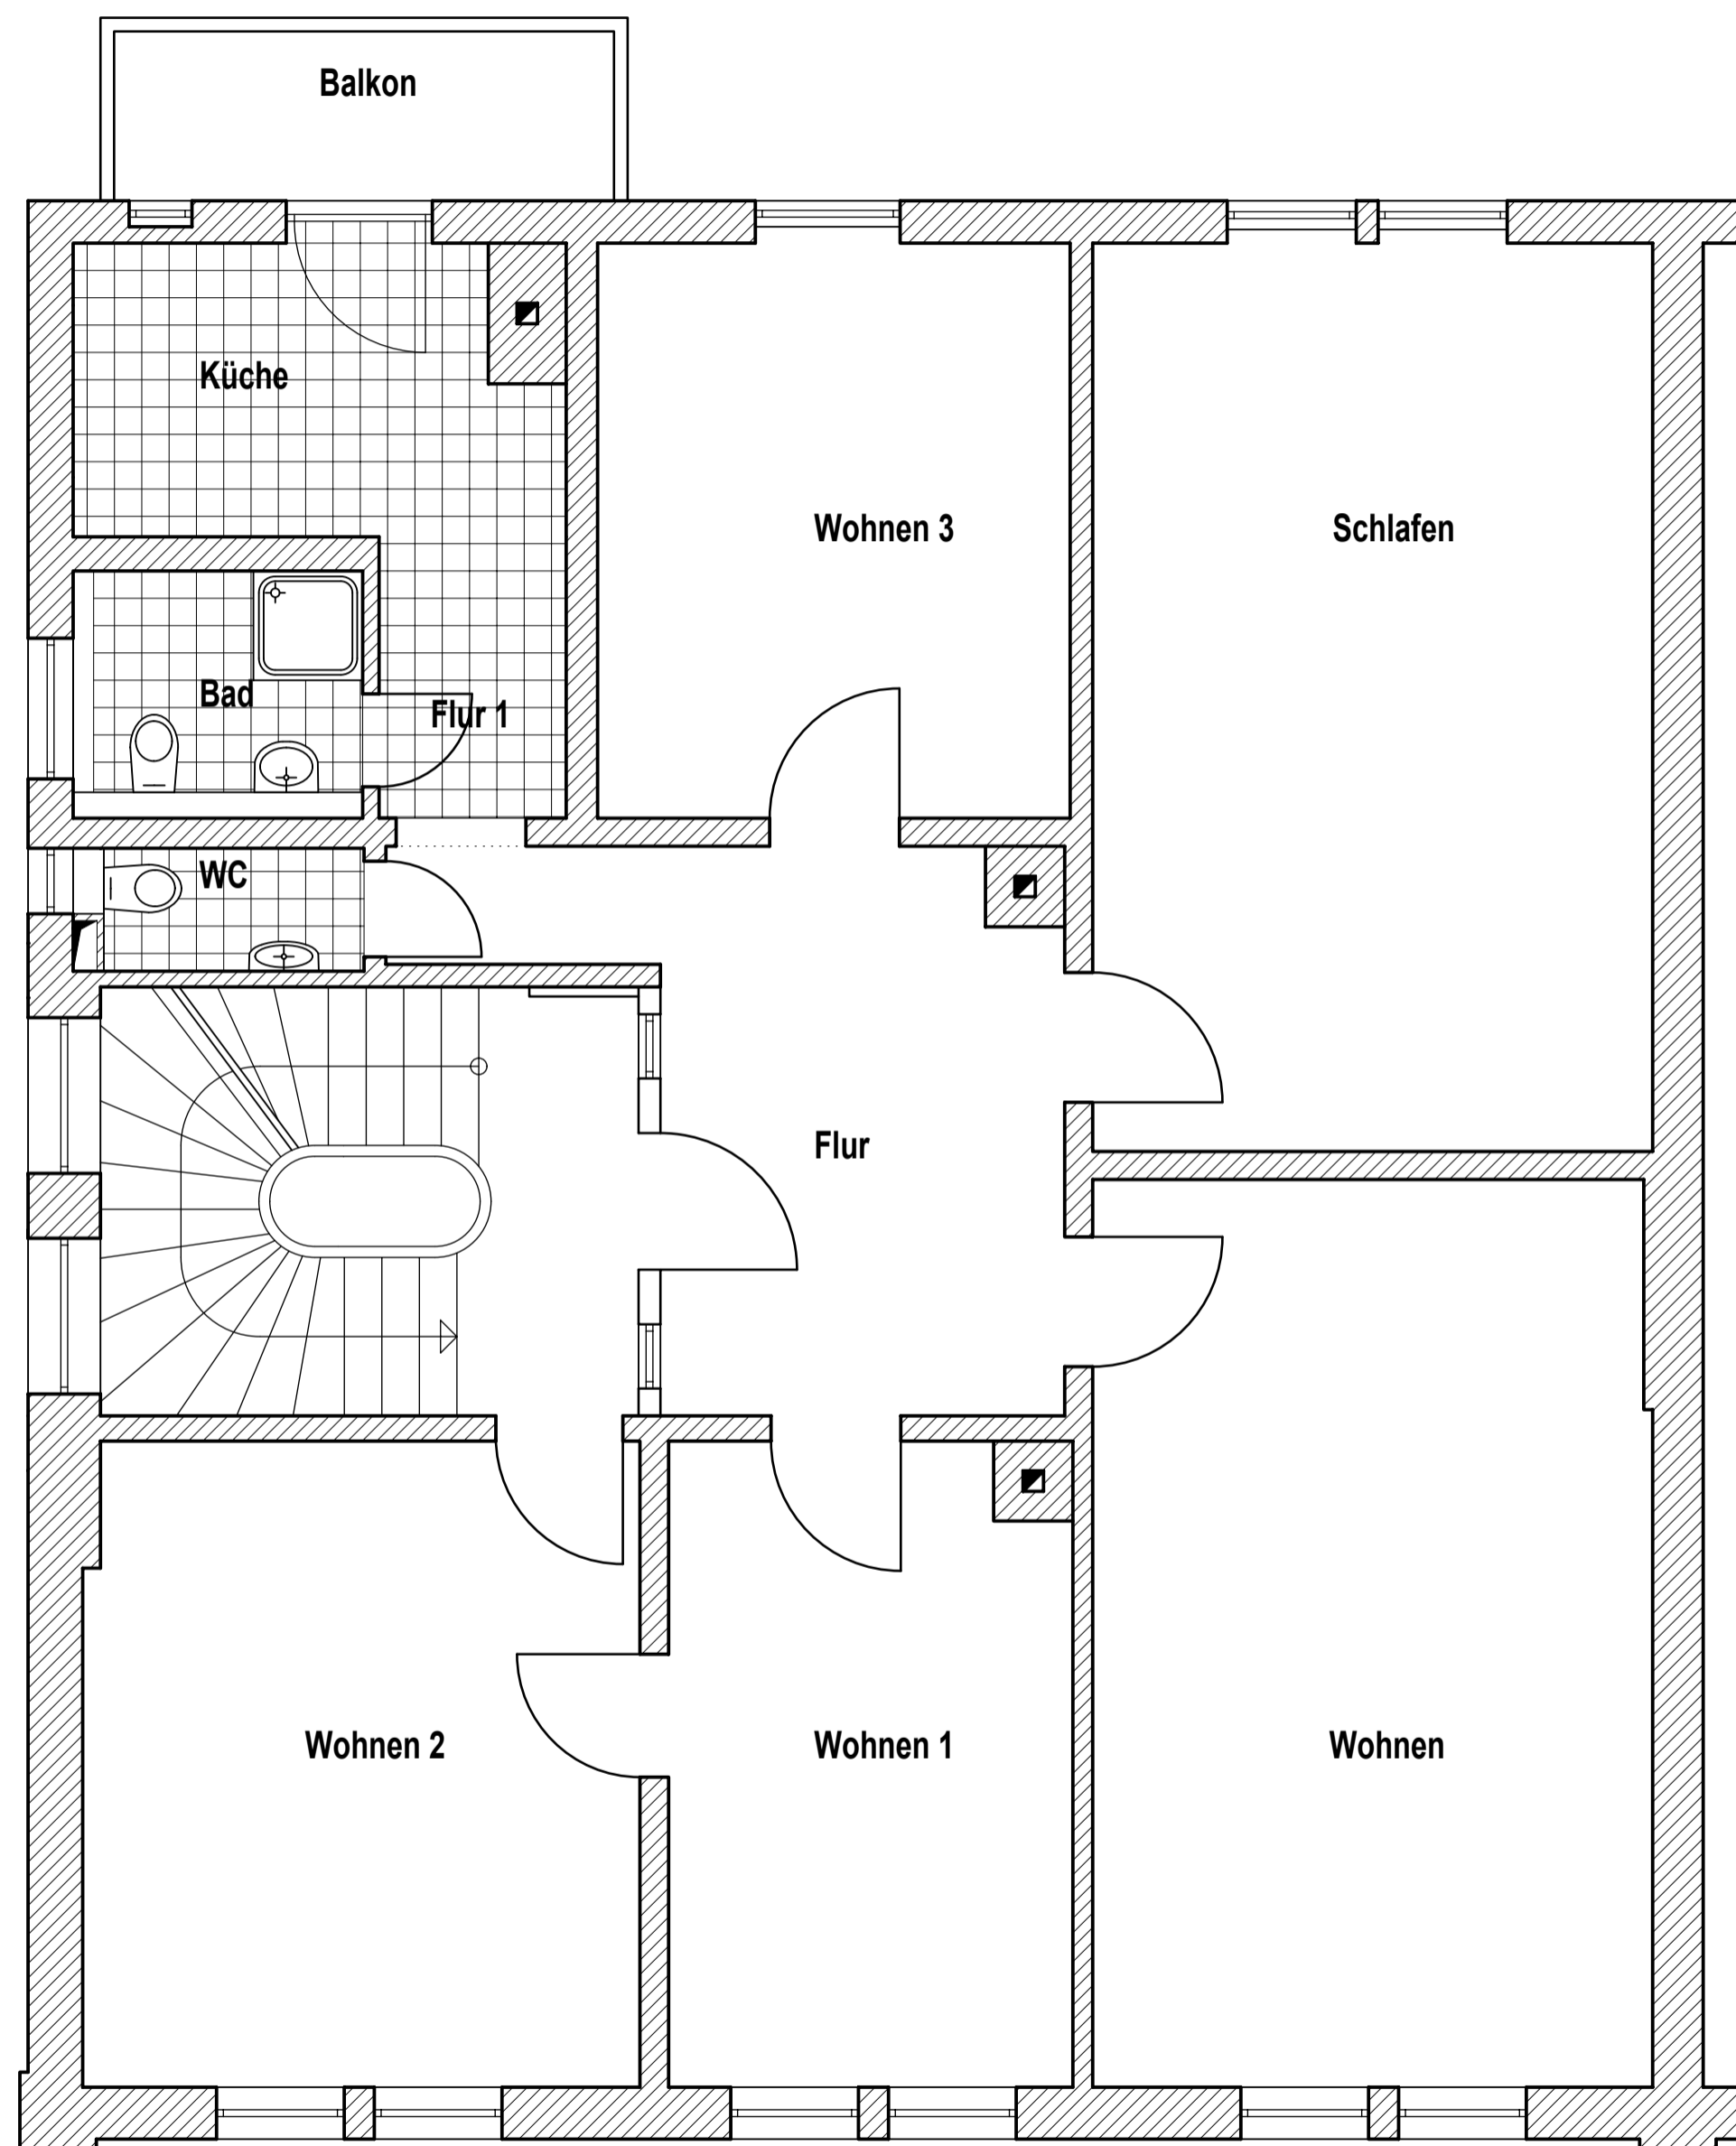 Balkon
Küche
Wohnen 3
Schlafen
Bad
Flur 1
WC
Flur
Wohnen 2
Wohnen 1
Wohnen